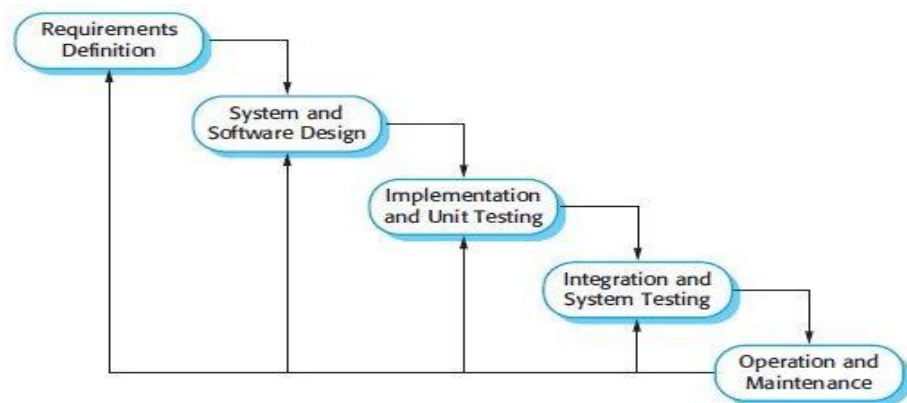 Requirements
Definition
System and
Software Design
Implementation
and Unit Testing
Integration and
System Testing
Operation and
Maintenance